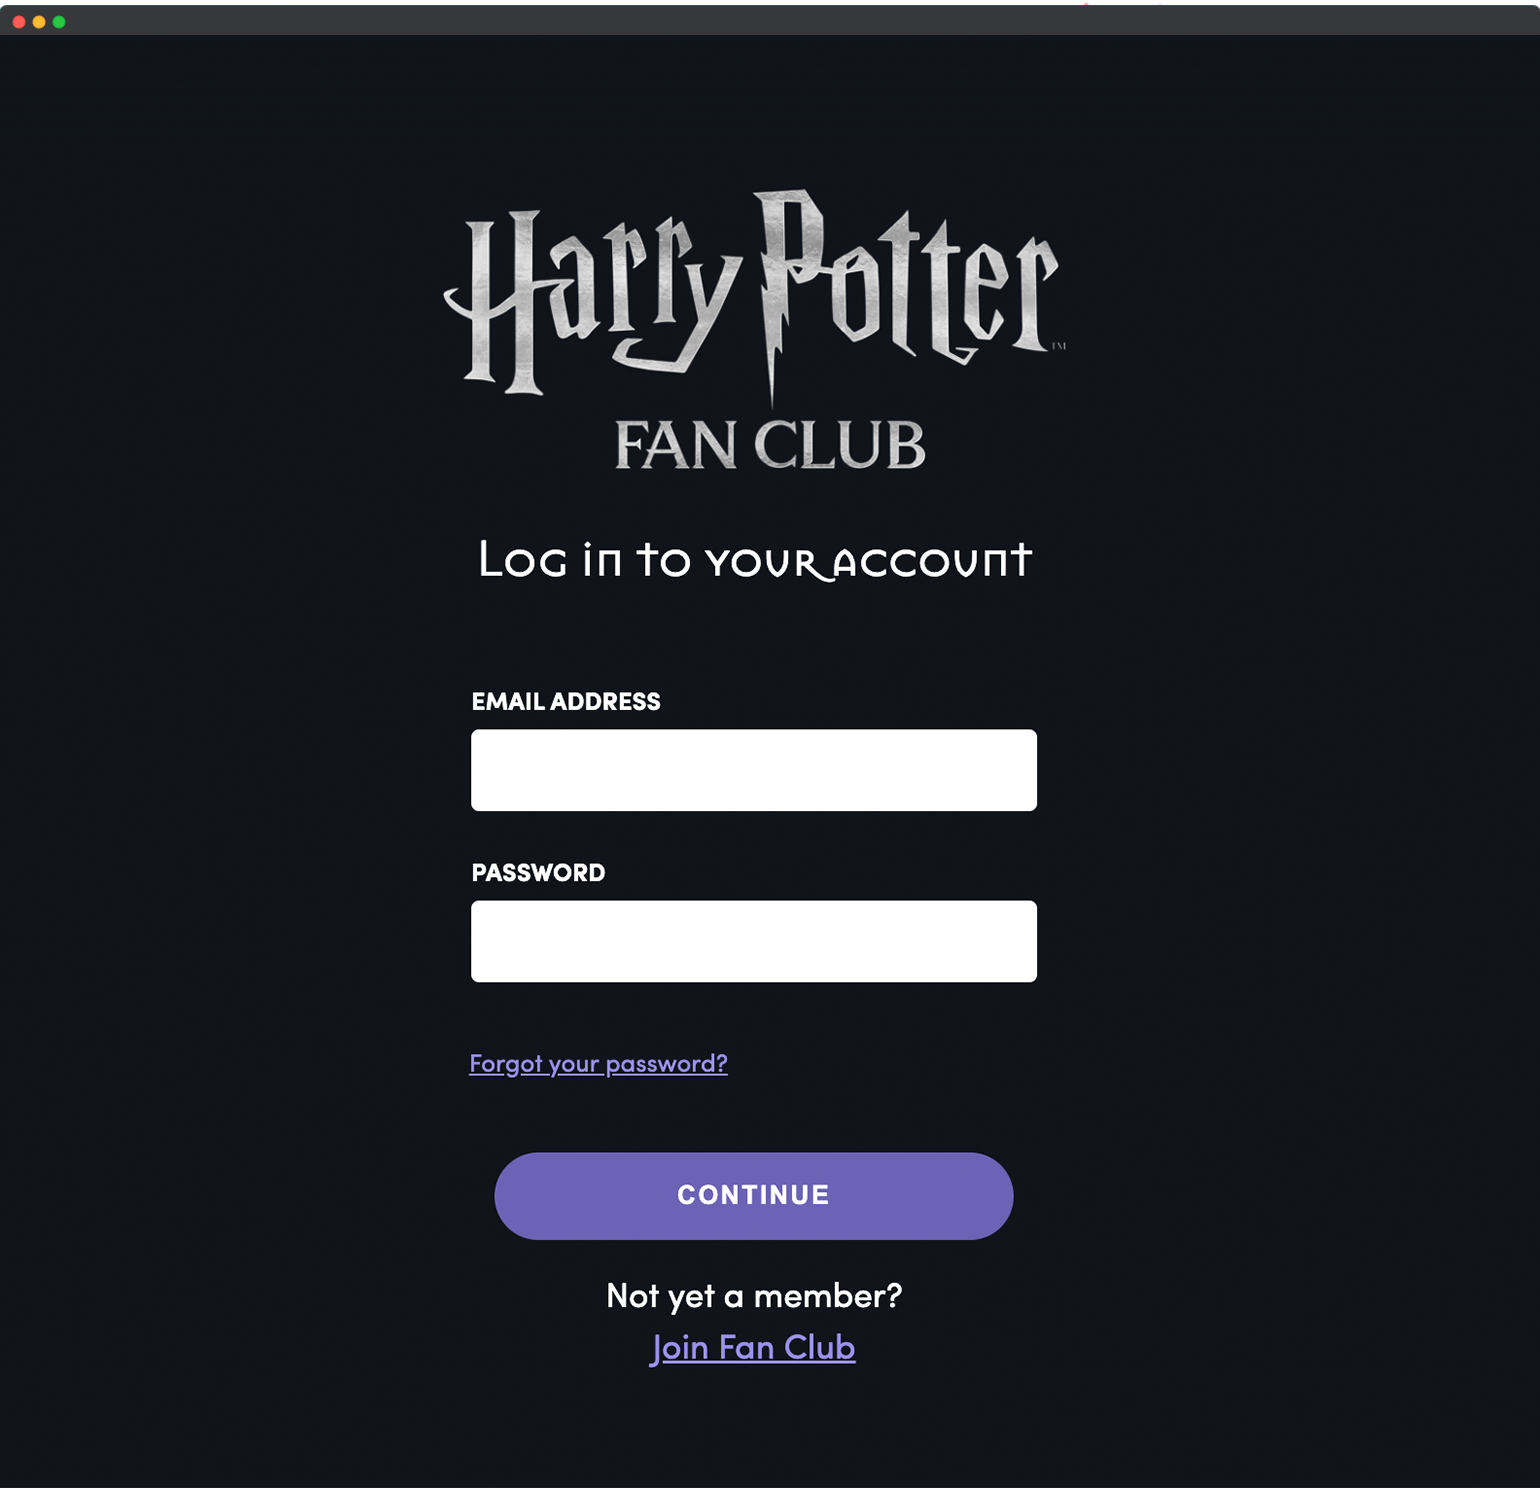 Harry Potter™
FAN CLUB
Log in to your account
EMAIL ADDRESS
PASSWORD
Forgot your password?
CONTINUE
Not yet a member?
Join Fan Club